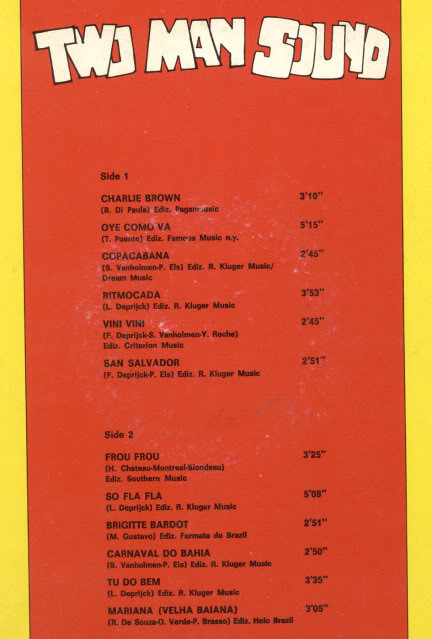 TWO MAN SOUND
Side 1
CHARLIE BROWN 3'10"
(B. Di Paula) Ediz. Paganmusic
OYE COMO VA 5'15"
(T. Puente) Ediz. Famous Music n.y.
COPACABANA 2'45"
(S. Vanholmen-P. Els) Ediz. R. Kluger Music/
Dream Music
RITMOCADA 3'53"
(L. Deprijck) Ediz. R. Kluger Music
VINI VINI 2'45"
(F. Deprijck-S. Vanholmen-Y. Roche)
Ediz. Criterion Music
SAN SALVADOR 2'51"
(F. Deprijck-P. Els) Ediz. R. Kluger Music
Side 2
FROU FROU 3'25"
(H. Chateau-Montreal-Blondeau)
Ediz. Southern Music
SO FLA FLA 5'08"
(L. Deprijck) Ediz. R. Kluger Music
BRIGITTE BARDOT 2'51"
(M. Gustavo) Ediz. Fermata do Brazil
CARNAVAL DO BAHIA 2'50"
(S. Vanholmen-P. Els) Ediz. R. Kluger Music
TU DO BEM 3'35"
(L. Deprijck) Ediz. R. Kluger Music
MARIANA (VELHA BAIANA) 3'05"
(R. De Souza-O. Verde-P. Brasso) Ediz. Helo Brazil